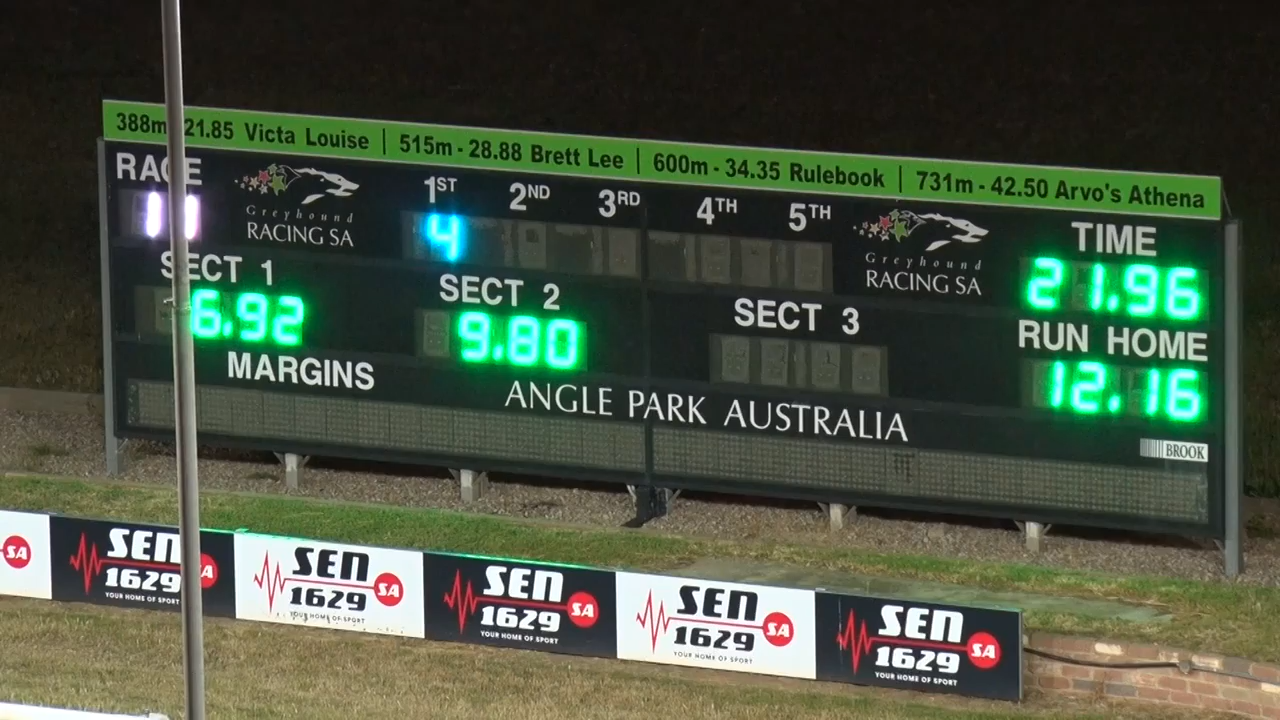 388m 21.85 Victa Louise | 515m - 28.88 Brett Lee | 600m - 34.35 Rulebook | 731m - 42.50 Arvo's Athena
RACE
11
Greyhound
RACING SA
1ST 2ND 3RD 4TH 5TH
4
Greyhound
RACING SA
TIME
21.96
SECT 1
6.92
SECT 2
9.80
SECT 3
RUN HOME
12.16
MARGINS
ANGLE PARK AUSTRALIA
BROOK
SA
SEN
1629
SA
YOUR HOME OF SPORT
SEN
1629
SA
YOUR HOME OF SPORT
SEN
1629
SA
YOUR HOME OF SPORT
SEN
1629
SA
YOUR HOME OF SPORT
SEN
1629
SA
YOUR HOME OF SPORT